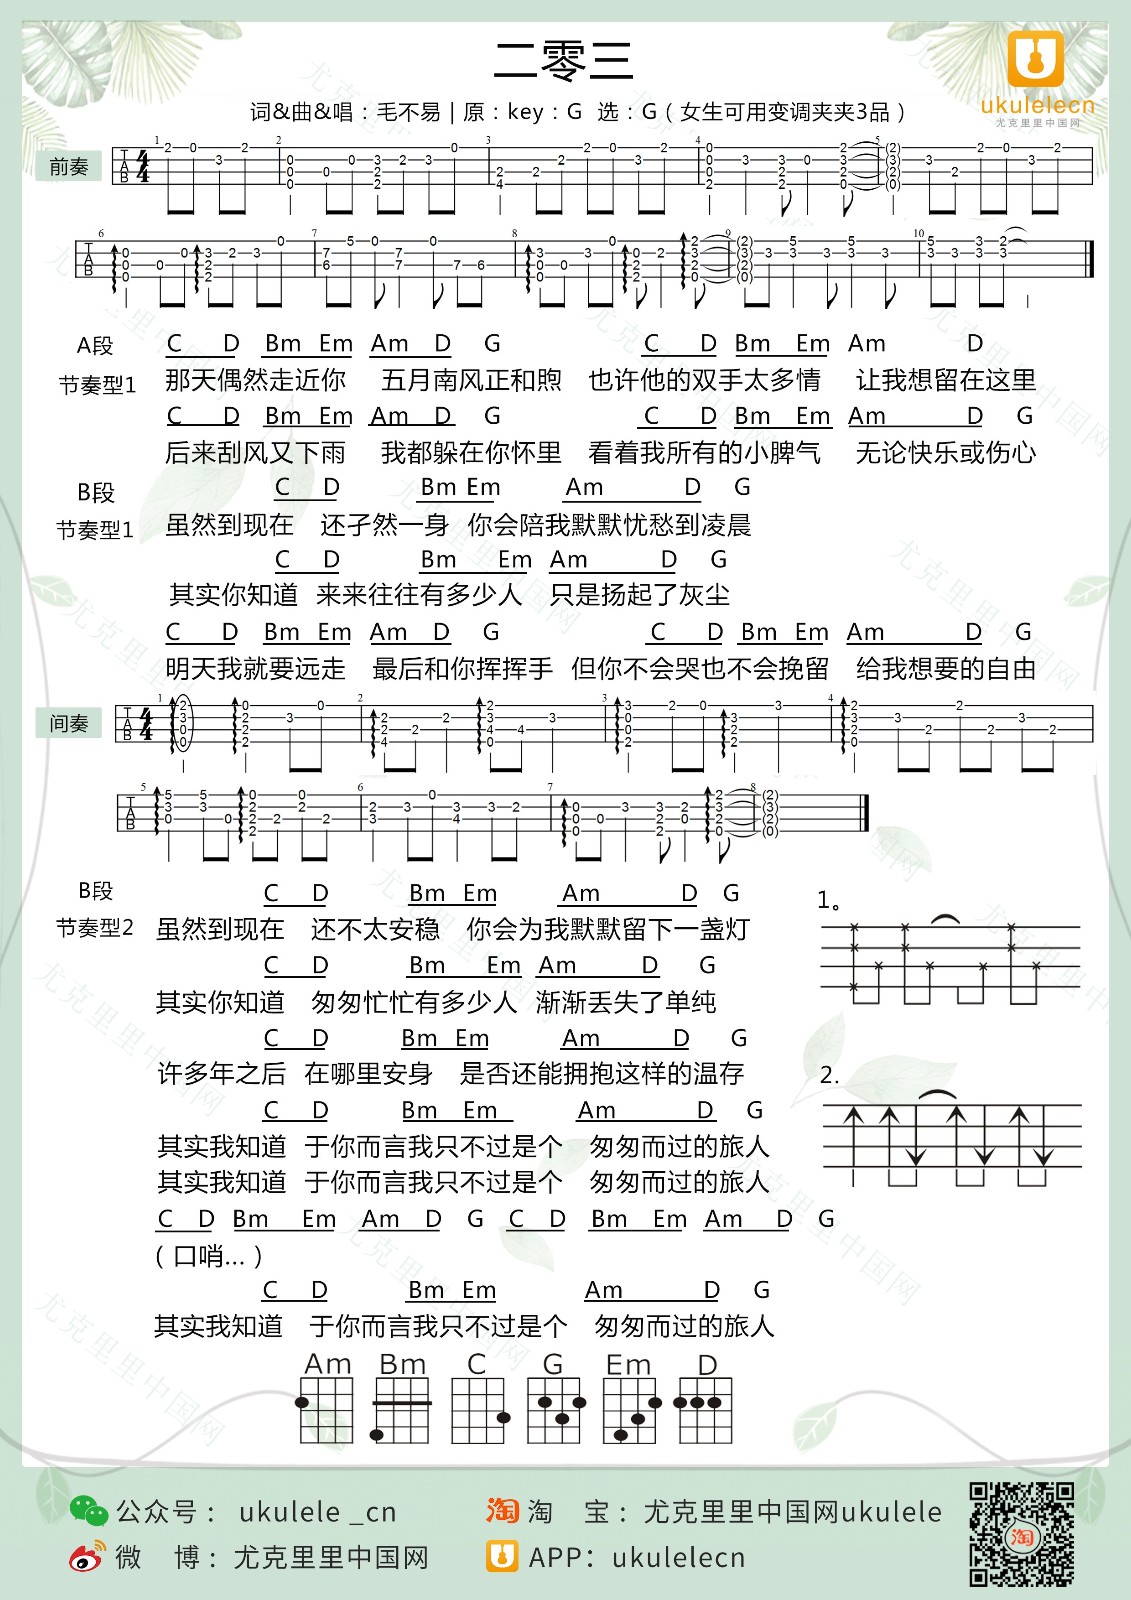 二零三
词&曲&唱：毛不易 | 原：key：G 选：G（女生可用变调夹夹3品）
ukulelecn
尤克里里中国网
前奏
A段
C D Bm Em Am D G C D Bm Em Am D
节奏型1
那天偶然走近你 五月南风正和煦 也许他的双手太多情 让我想留在这里
C D Bm Em Am D G C D Bm Em Am D G
后来刮风又下雨 我都躲在你怀里 看着我所有的小脾气 无论快乐或伤心
B段
C D Bm Em Am D G
节奏型1
虽然到现在 还孑然一身 你会陪我默默忧愁到凌晨
C D Bm Em Am D G
其实你知道 来来往往有多少人 只是扬起了灰尘
C D Bm Em Am D G C D Bm Em Am D G
明天我就要远走 最后和你挥挥手 但你不会哭也不会挽留 给我想要的自由
间奏
B段
C D Bm Em Am D G
节奏型2
虽然到现在 还不太安稳 你会为我默默留下一盏灯
C D Bm Em Am D G
其实你知道 匆匆忙忙有多少人 渐渐丢失了单纯
C D Bm Em Am D G
许多年之后 在哪里安身 是否还能拥抱这样的温存
C D Bm Em Am D G
其实我知道 于你而言我只不过是个 匆匆而过的旅人
其实我知道 于你而言我只不过是个 匆匆而过的旅人
C D Bm Em Am D G C D Bm Em Am D G
（口哨...）
C D Bm Em Am D G
其实我知道 于你而言我只不过是个 匆匆而过的旅人
1。
2.
Am Bm C G Em D
公众号： ukulele _cn
淘 宝：尤克里里中国网ukulele
微 博：尤克里里中国网
APP：ukulelecn
淘